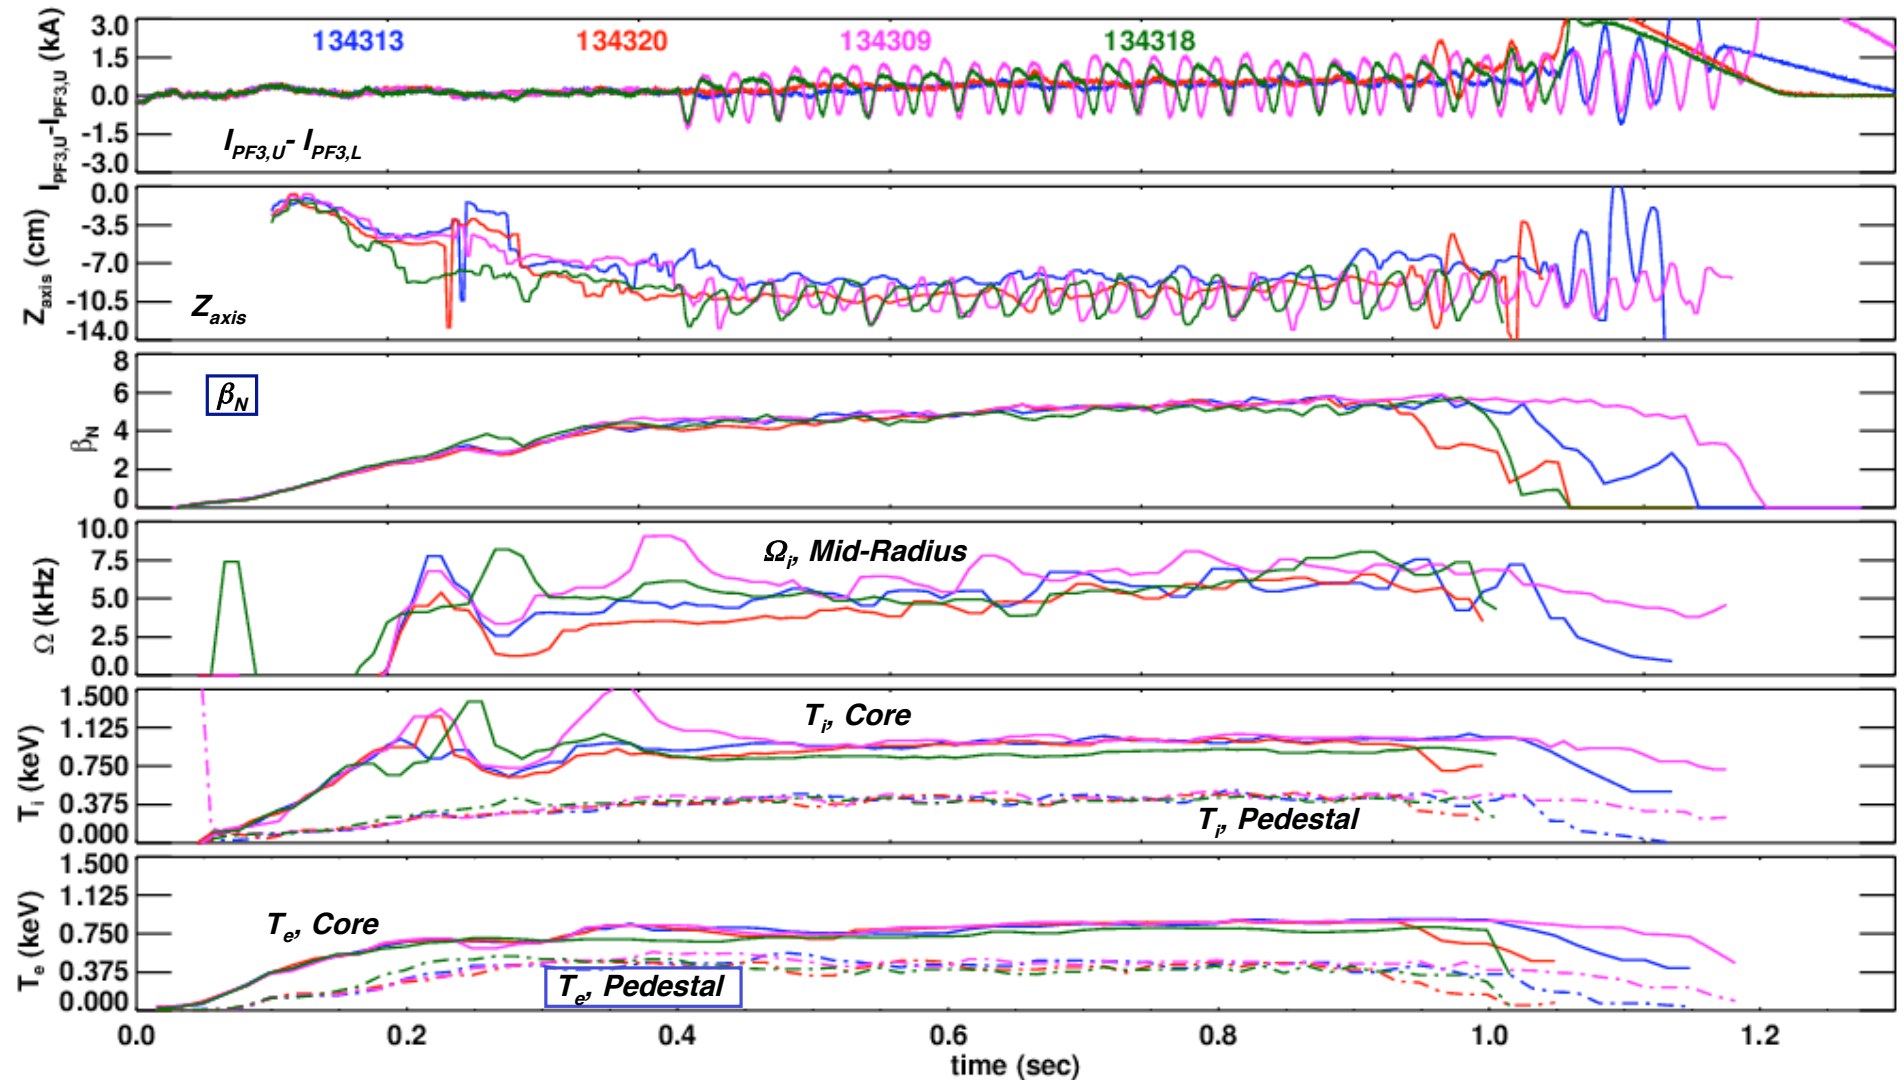 I_PF3,U-I_PF3,U (kA)
3.0
1.5
0.0
-1.5
-3.0
134313 134320 134309 134318
I_PF3,U- I_PF3,L
Z_axis (cm)
0.0
-3.5
-7.0
-10.5
-14.0
Z_axis
β_N
8
6
4
2
0
β_N
Ω (kHz)
10.0
7.5
5.0
2.5
0.0
Ω_i, Mid-Radius
T_i (keV)
1.500
1.125
0.750
0.375
0.000
T_i, Core
T_i, Pedestal
T_e (keV)
1.500
1.125
0.750
0.375
0.000
T_e, Core
T_e, Pedestal
0.0 0.2 0.4 0.6 0.8 1.0 1.2
time (sec)